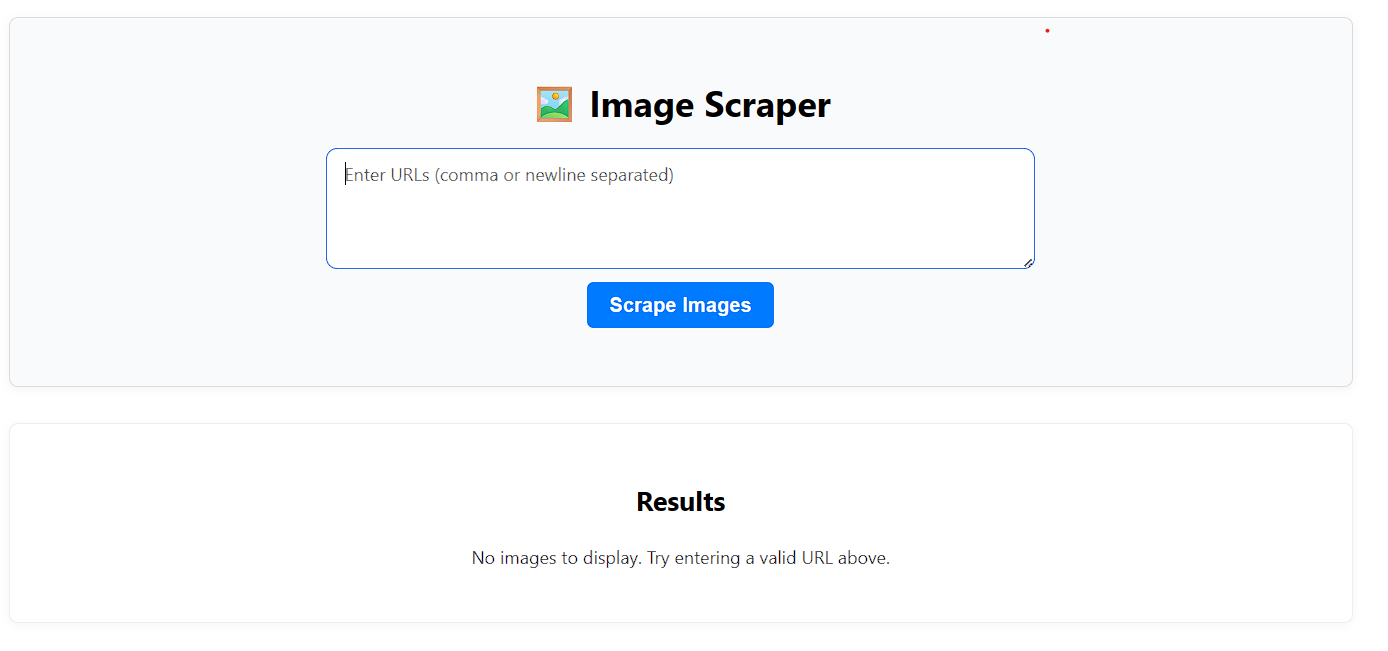 Image Scraper
Enter URLs (comma or newline separated)
Scrape Images
Results
No images to display. Try entering a valid URL above.